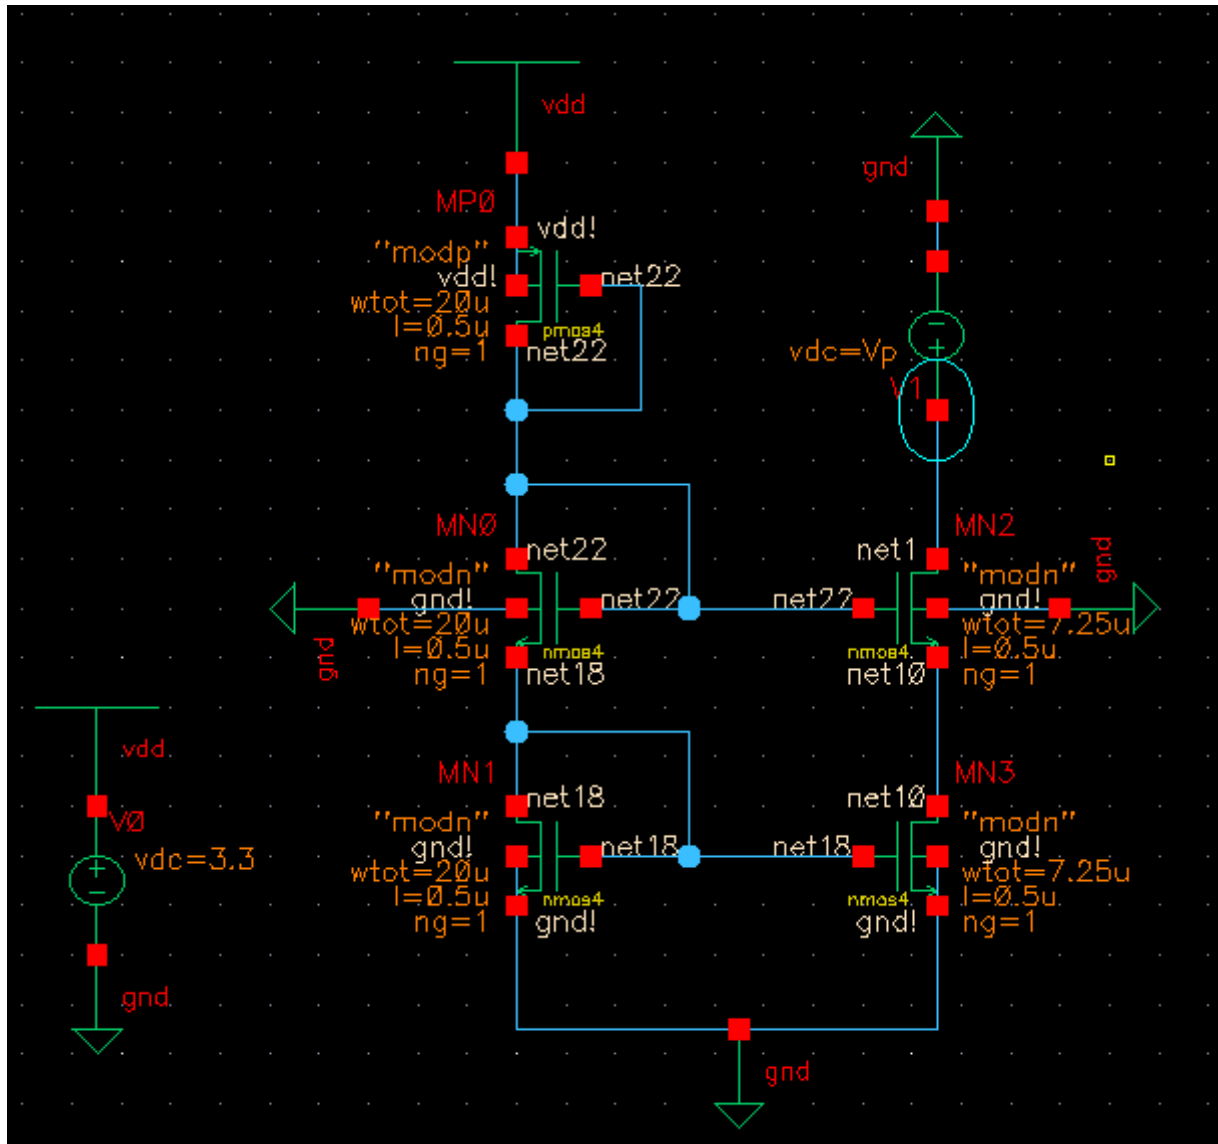 vdd
gnd
MPØ
vdd!
"modp"
vdd!
net22
wtot=20u
l=0.5u
pmos4
ng=1
net22
vdc=Vp
V1
MNØ
net22
net1
MN2
gnd
"modn"
"modn"
gnd!
net22
net22
gnd!
wtot=20u
wtot=7.25u
l=0.5u
nmos4
nmos4
l=0.5u
gnd
ng=1
net18
net10
ng=1
vdd
MN1
net18
net10
MN3
VØ
"modn"
"modn"
vdc=3.3
gnd!
net18
net18
gnd!
wtot=20u
wtot=7.25u
l=0.5u
nmos4
nmos4
l=0.5u
ng=1
gnd!
gnd!
ng=1
gnd
gnd